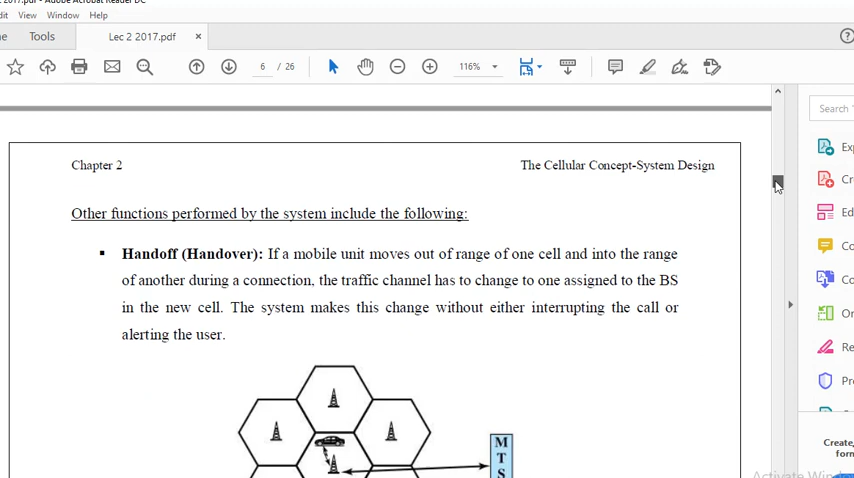 2017.pdf - Adobe Acrobat Reader DC
View Window Help
Tools Lec 2 2017.pdf ×
6 / 26 116%
Chapter 2 The Cellular Concept-System Design
Search
Other functions performed by the system include the following:
▪ Handoff (Handover): If a mobile unit moves out of range of one cell and into the range
of another during a connection, the traffic channel has to change to one assigned to the BS
in the new cell. The system makes this change without either interrupting the call or
alerting the user.
M
T
S
Create,